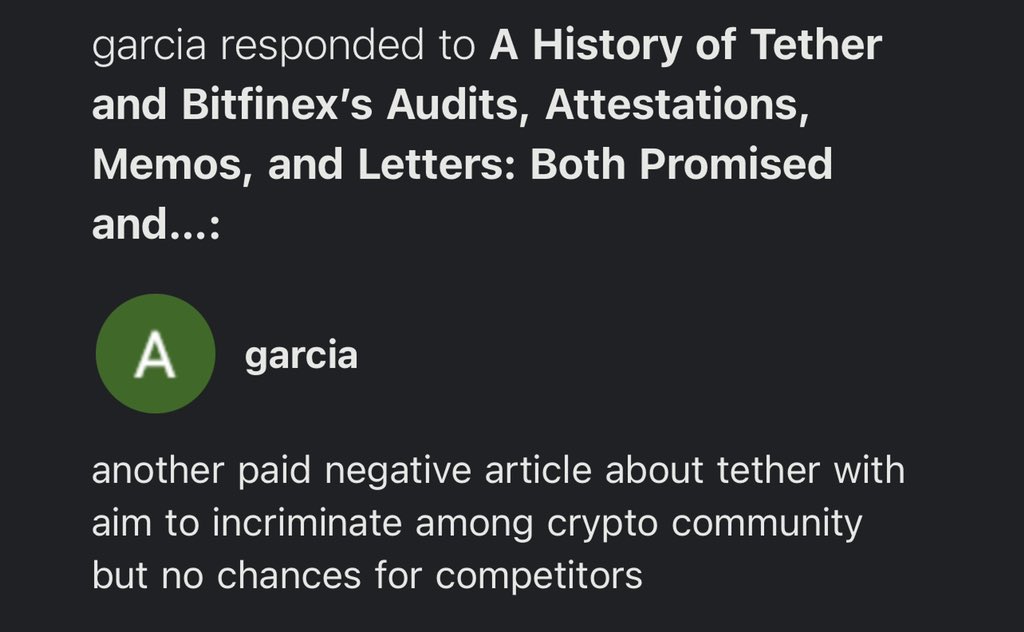 garcia responded to A History of Tether
and Bitfinex’s Audits, Attestations,
Memos, and Letters: Both Promised
and...:
A
garcia
another paid negative article about tether with
aim to incriminate among crypto community
but no chances for competitors